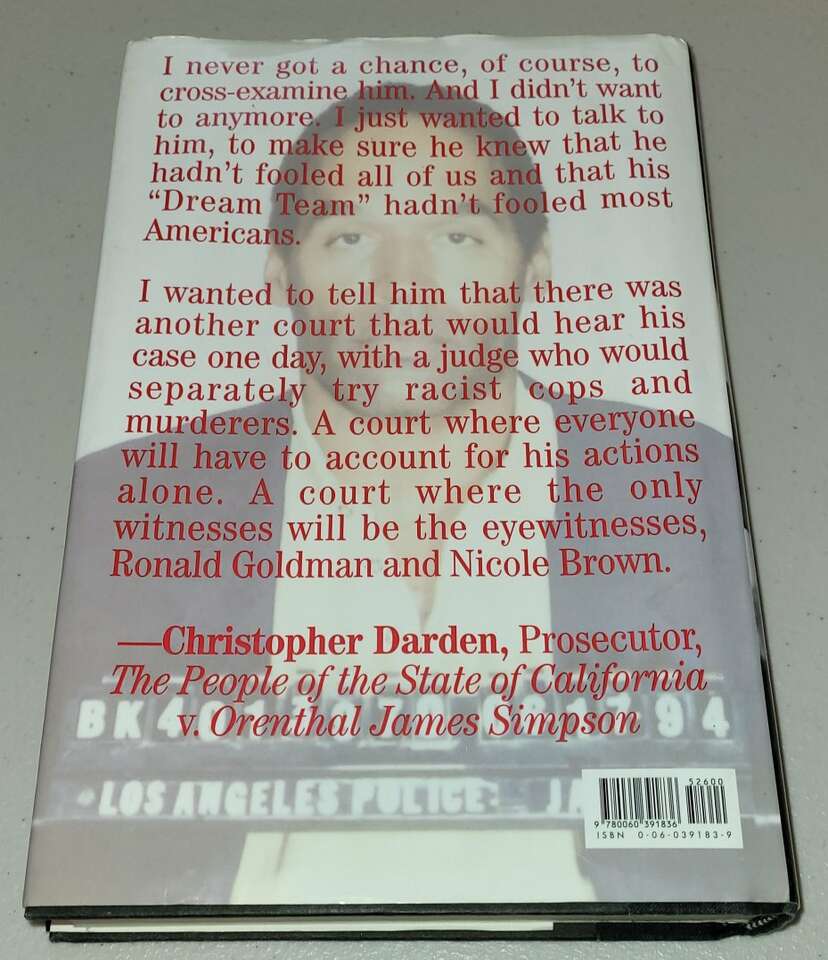 I never got a chance, of course, to
cross-examine him. And I didn't want
to anymore. I just wanted to talk to
him, to make sure he knew that he
hadn't fooled all of us and that his
“Dream Team” hadn't fooled most
Americans.
I wanted to tell him that there was
another court that would hear his
case one day, with a judge who would
separately try racist cops and
murderers. A court where everyone
will have to account for his actions
alone. A court where the only
witnesses will be the eyewitnesses,
Ronald Goldman and Nicole Brown.
—Christopher Darden, Prosecutor,
The People of the State of California
v. Orenthal James Simpson
BK4013 94
LOS ANGELES POLICE: JA
52600
9 780060 391836
ISBN 0-06-039183-9